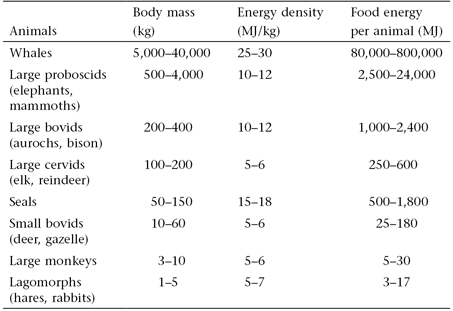 Body mass Energy density Food energy
Animals (kg) (MJ/kg) per animal (MJ)
Whales 5,000–40,000 25–30 80,000–800,000
Large proboscids 500–4,000 10–12 2,500–24,000
(elephants,
mammoths)
Large bovids 200–400 10–12 1,000–2,400
(aurochs, bison)
Large cervids 100–200 5–6 250–600
(elk, reindeer)
Seals 50–150 15–18 500–1,800
Small bovids 10–60 5–6 25–180
(deer, gazelle)
Large monkeys 3–10 5–6 5–30
Lagomorphs 1–5 5–7 3–17
(hares, rabbits)